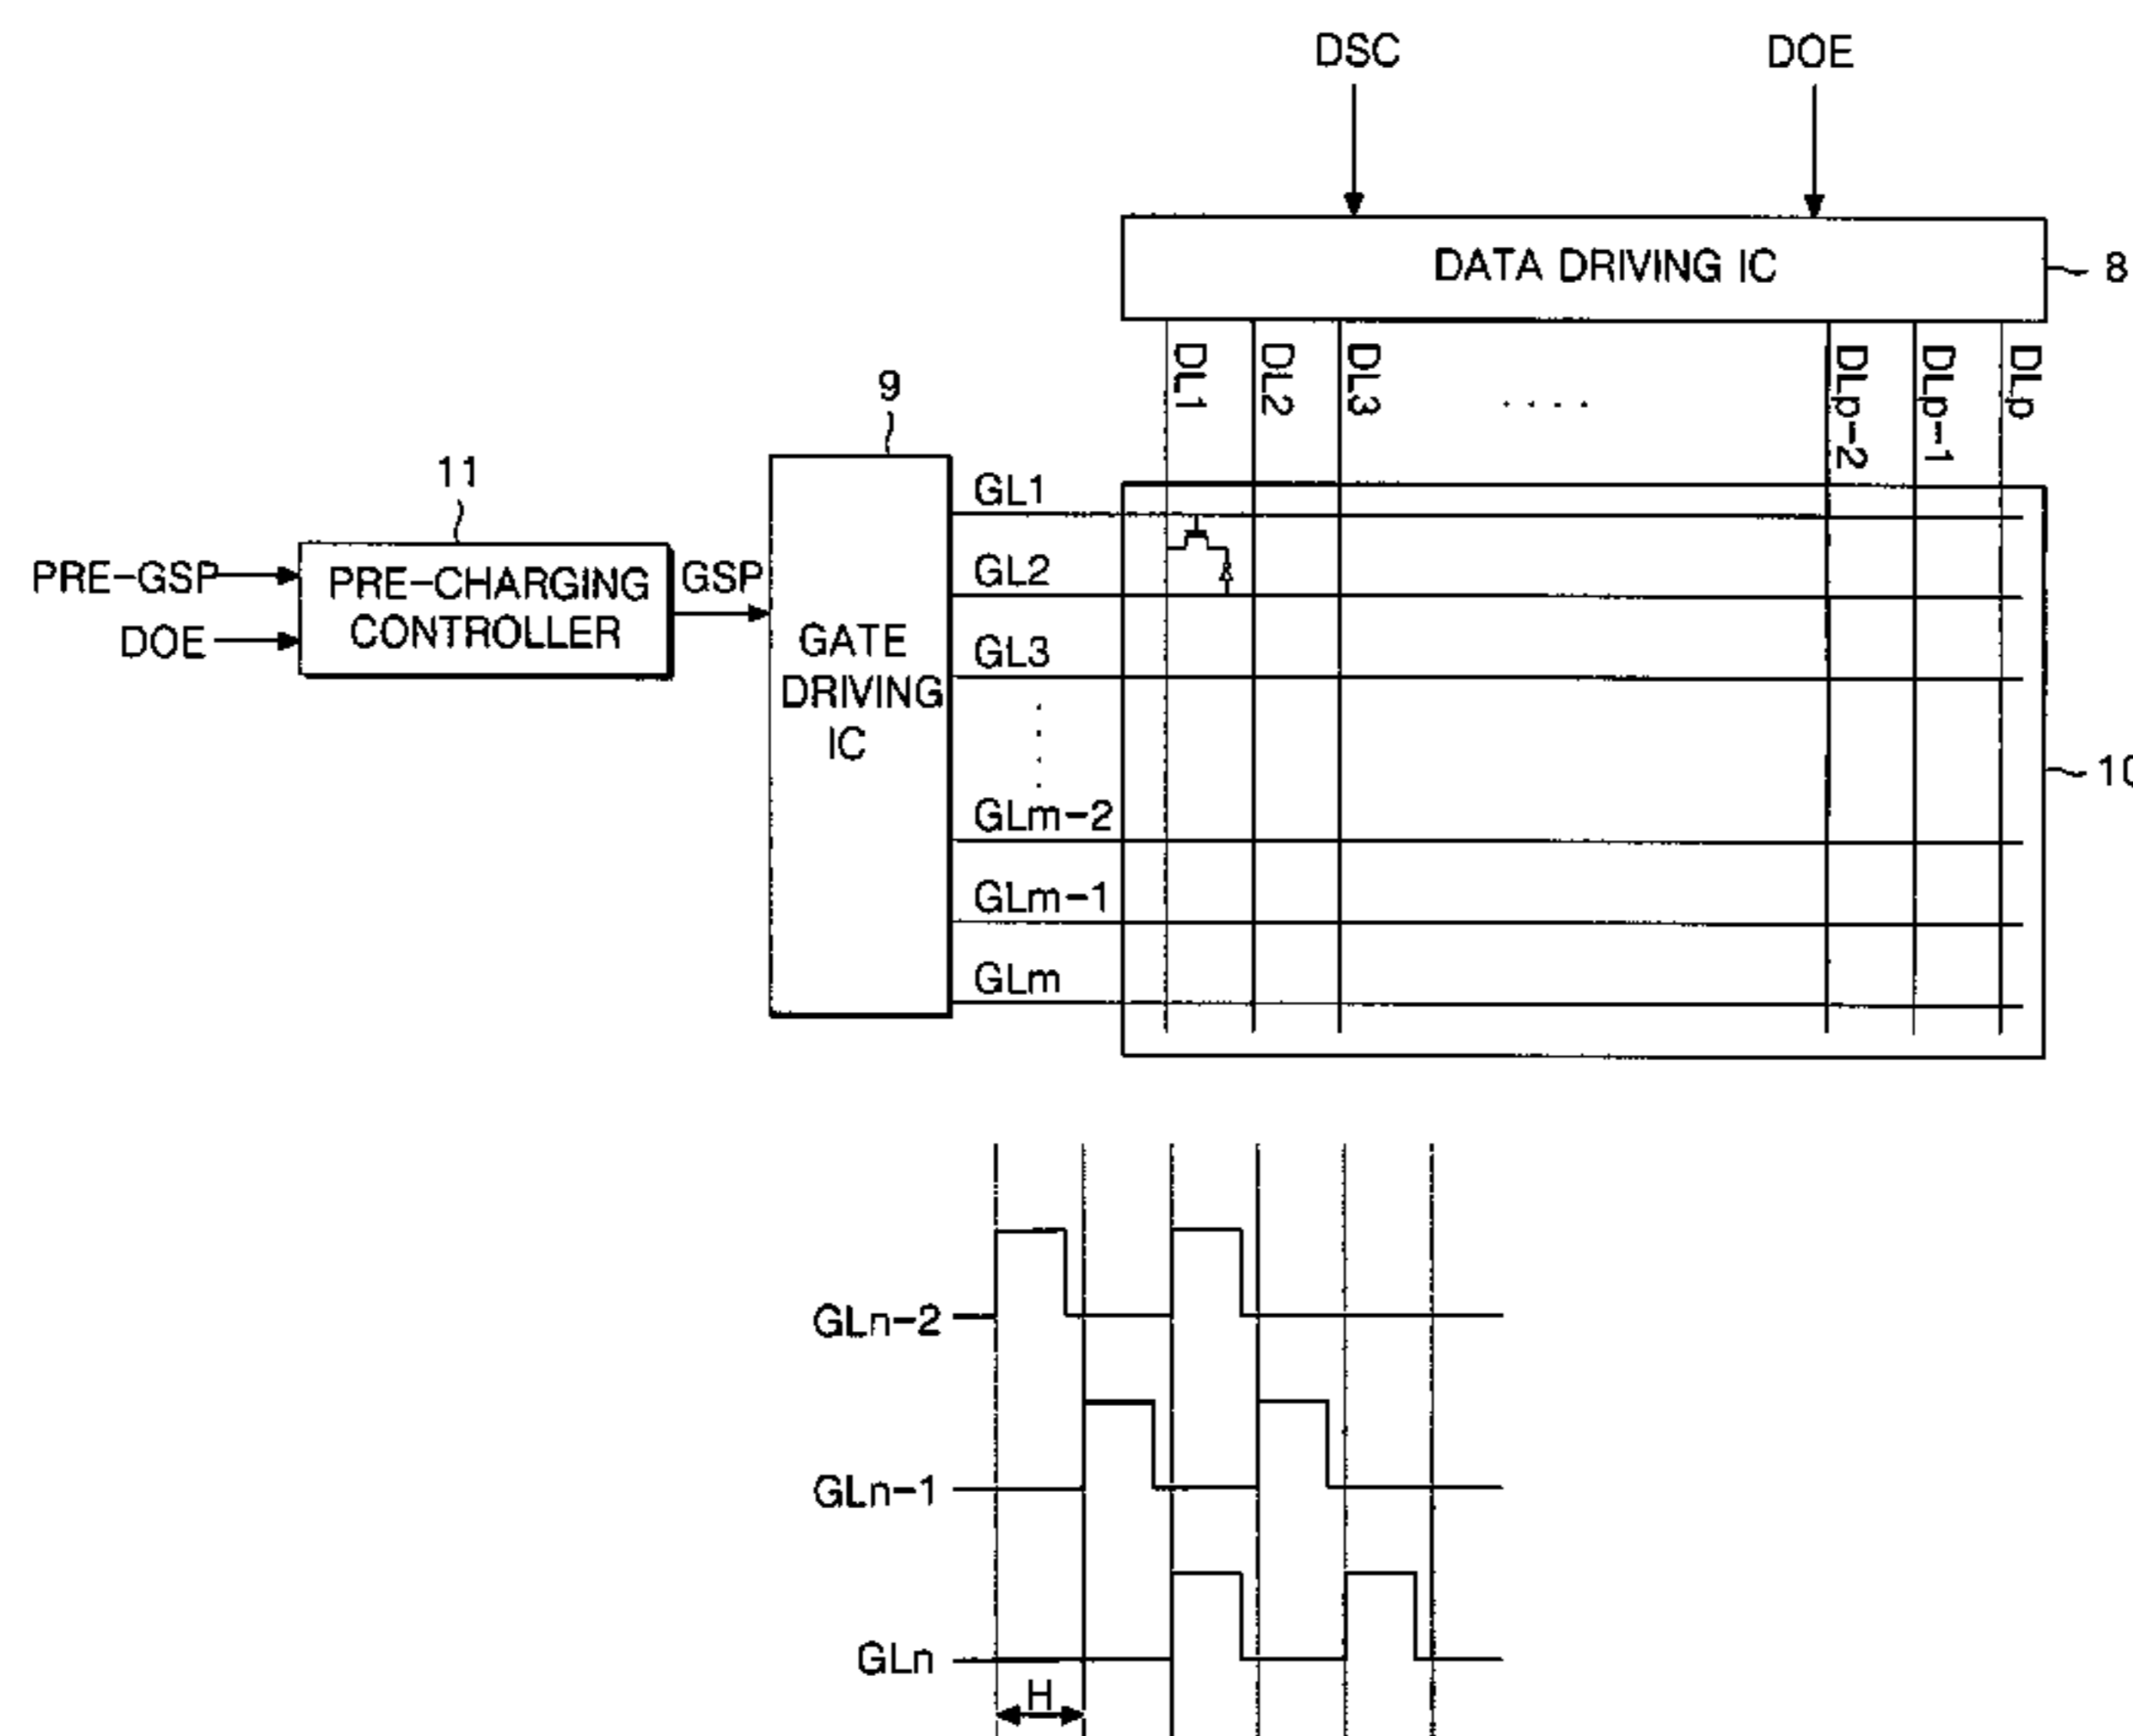 DSC
DOE
DATA DRIVING IC
8
DL1
DL2
DL3
. . . .
DLp-2
DLp-1
DLp
9
11
PRE-GSP
DOE
PRE-CHARGING
CONTROLLER
GSP
GATE
DRIVING
IC
GL1
GL2
GL3
GLm-2
GLm-1
GLm
10
GLn-2
GLn-1
GLn
H